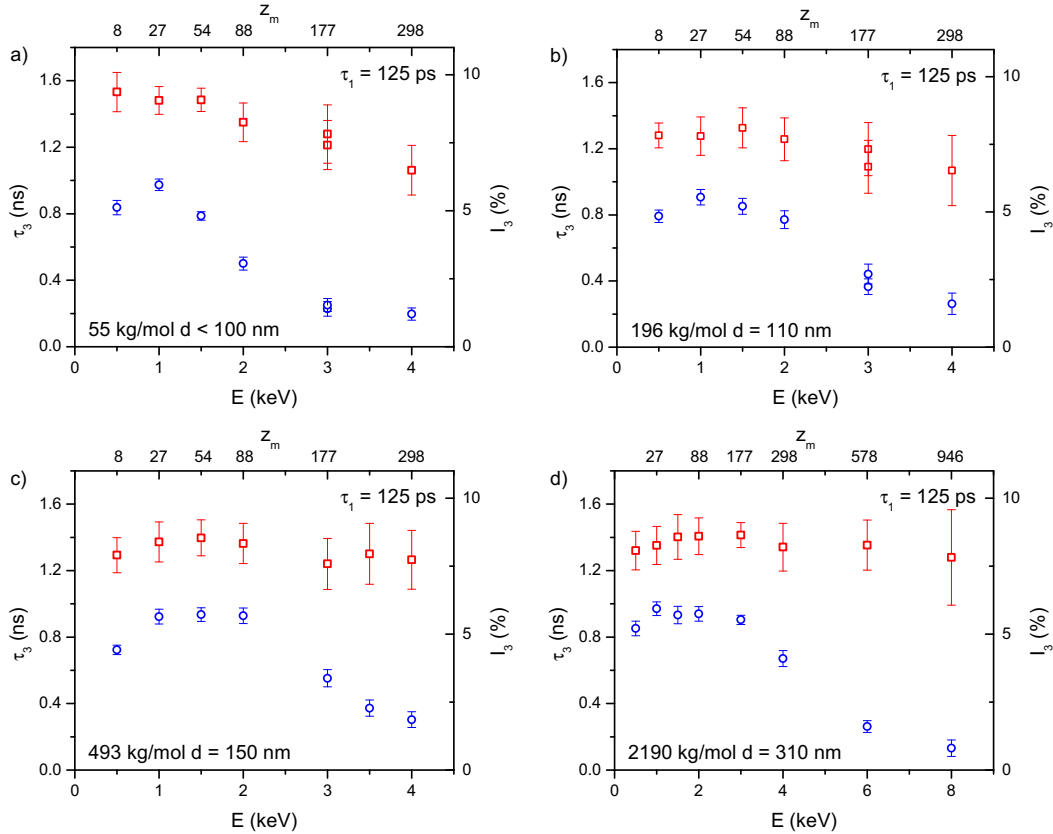 z_m
8 27 54 88 177 298
a)
τ_1 = 125 ps
1.6
1.2
0.8
0.4
0.0
τ_3 (ns)
10
5
0
I_3 (%)
55 kg/mol d < 100 nm
0 1 2 3 4
E (keV)
z_m
8 27 54 88 177 298
b)
τ_1 = 125 ps
1.6
1.2
0.8
0.4
0.0
τ_3 (ns)
10
5
0
I_3 (%)
196 kg/mol d = 110 nm
0 1 2 3 4
E (keV)
z_m
8 27 54 88 177 298
c)
τ_1 = 125 ps
1.6
1.2
0.8
0.4
0.0
τ_3 (ns)
10
5
0
I_3 (%)
493 kg/mol d = 150 nm
0 1 2 3 4
E (keV)
z_m
27 88 177 298 578 946
d)
τ_1 = 125 ps
1.6
1.2
0.8
0.4
0.0
τ_3 (ns)
10
5
0
I_3 (%)
2190 kg/mol d = 310 nm
0 1 2 3 4 6 8
E (keV)